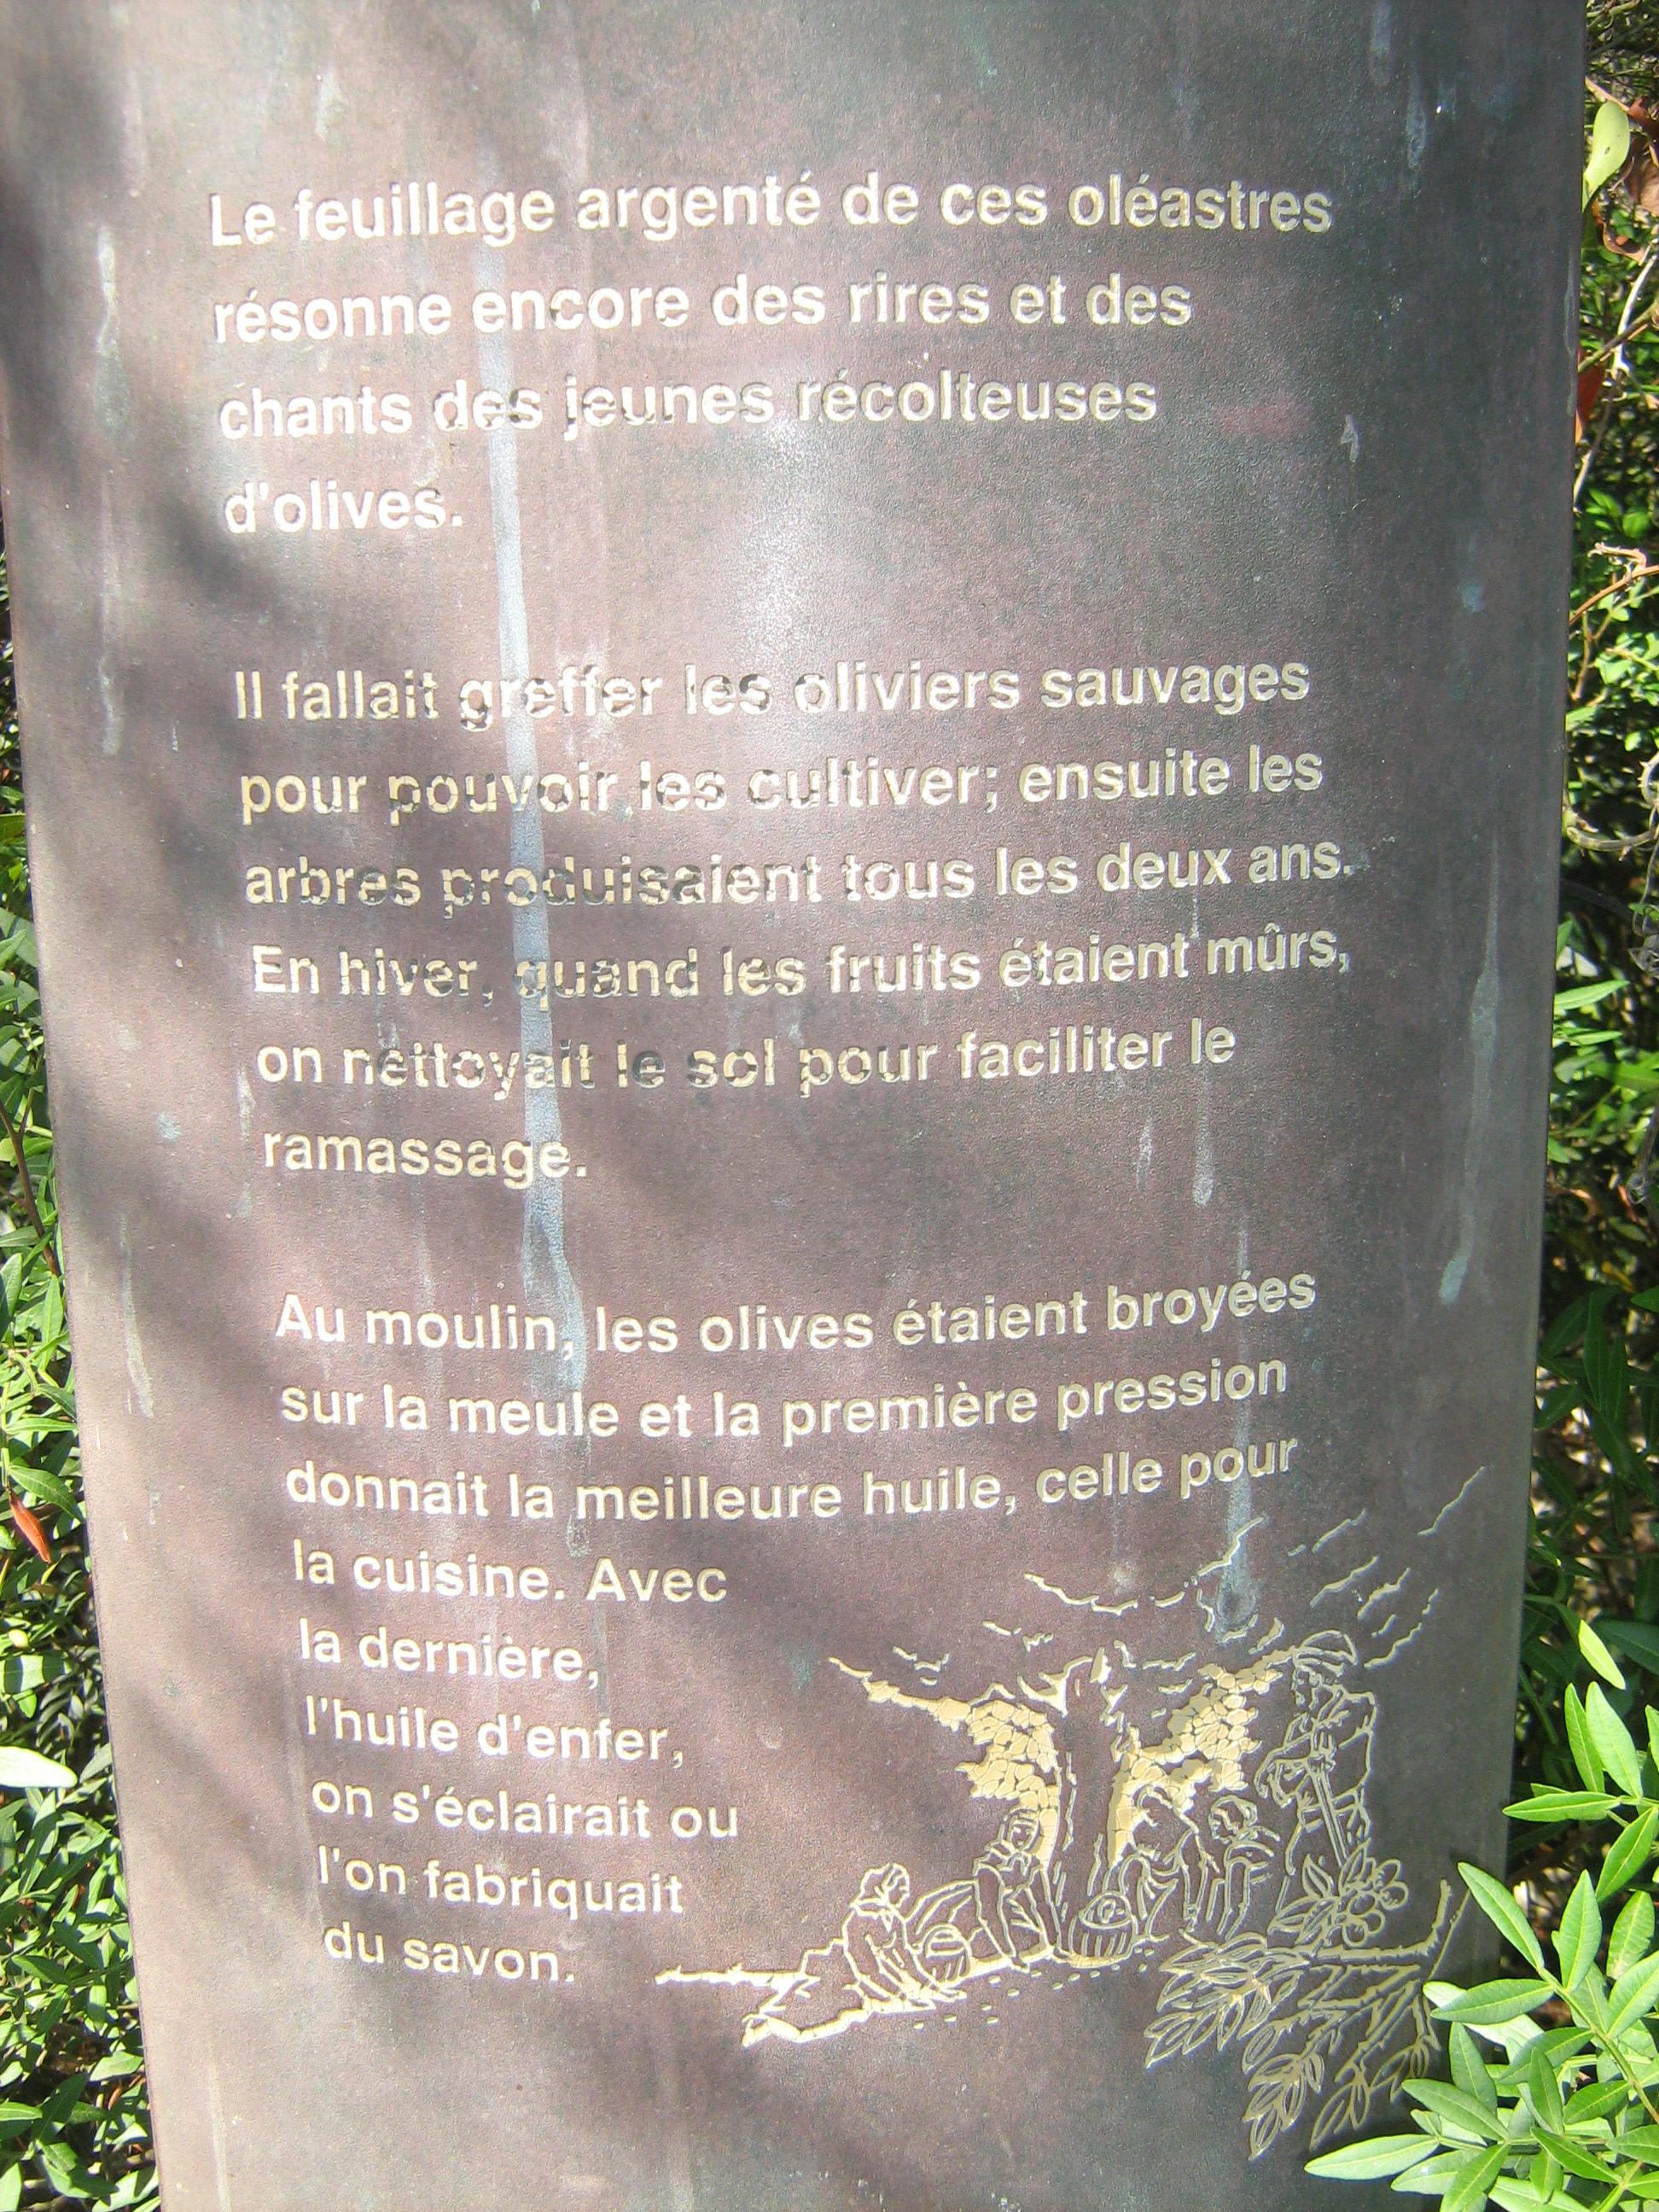 Le feuillage argenté de ces oléastres
résonne encore des rires et des
chants des jeunes récolteuses
d'olives.
Il fallait greffer les oliviers sauvages
pour pouvoir les cultiver; ensuite les
arbres produisaient tous les deux ans.
En hiver, quand les fruits étaient mûrs,
on nettoyait le sol pour faciliter le
ramassage.
Au moulin, les olives étaient broyées
sur la meule et la première pression
donnait la meilleure huile, celle pour
la cuisine. Avec
la dernière,
l'huile d'enfer,
on s'éclairait ou
l'on fabriquait
du savon.